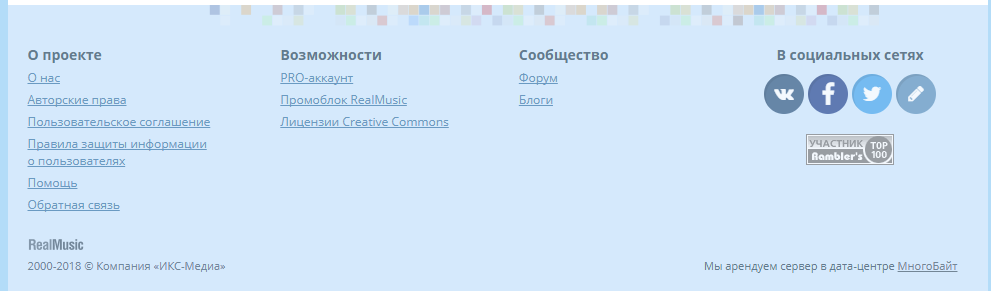 О проекте
О нас
Авторские права
Пользовательское соглашение
Правила защиты информации
о пользователях
Помощь
Обратная связь
Возможности
PRO-аккаунт
Промоблок RealMusic
Лицензии Creative Commons
Сообщество
Форум
Блоги
В социальных сетях
УЧАСТНИК
Rambler's
TOP
100
RealMusic
2000-2018 © Компания «ИКС-Медиа»
Мы арендуем сервер в дата-центре МногоБайт